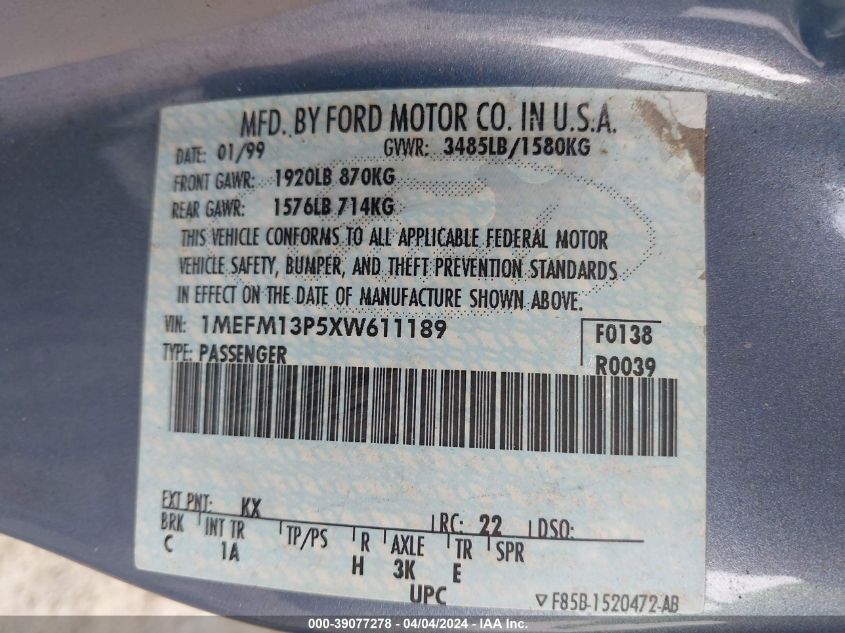 MFD. BY FORD MOTOR CO. IN U.S.A.
DATE: 01/99 GVWR: 3485LB/1580KG
FRONT GAWR: 1920LB 870KG
REAR GAWR: 1576LB 714KG
THIS VEHICLE CONFORMS TO ALL APPLICABLE FEDERAL MOTOR
VEHICLE SAFETY, BUMPER, AND THEFT PREVENTION STANDARDS
IN EFFECT ON THE DATE OF MANUFACTURE SHOWN ABOVE.
VIN: 1MEFM13P5XW611189 F0138
TYPE: PASSENGER R0039
EXT PNT: KX RC: 22 DSO:
BRK INT TR TP/PS R AXLE TR SPR
C 1A H 3K E
UPC ▽F85B-1520472-AB
000-39077278 - 04/04/2024 - IAA Inc.